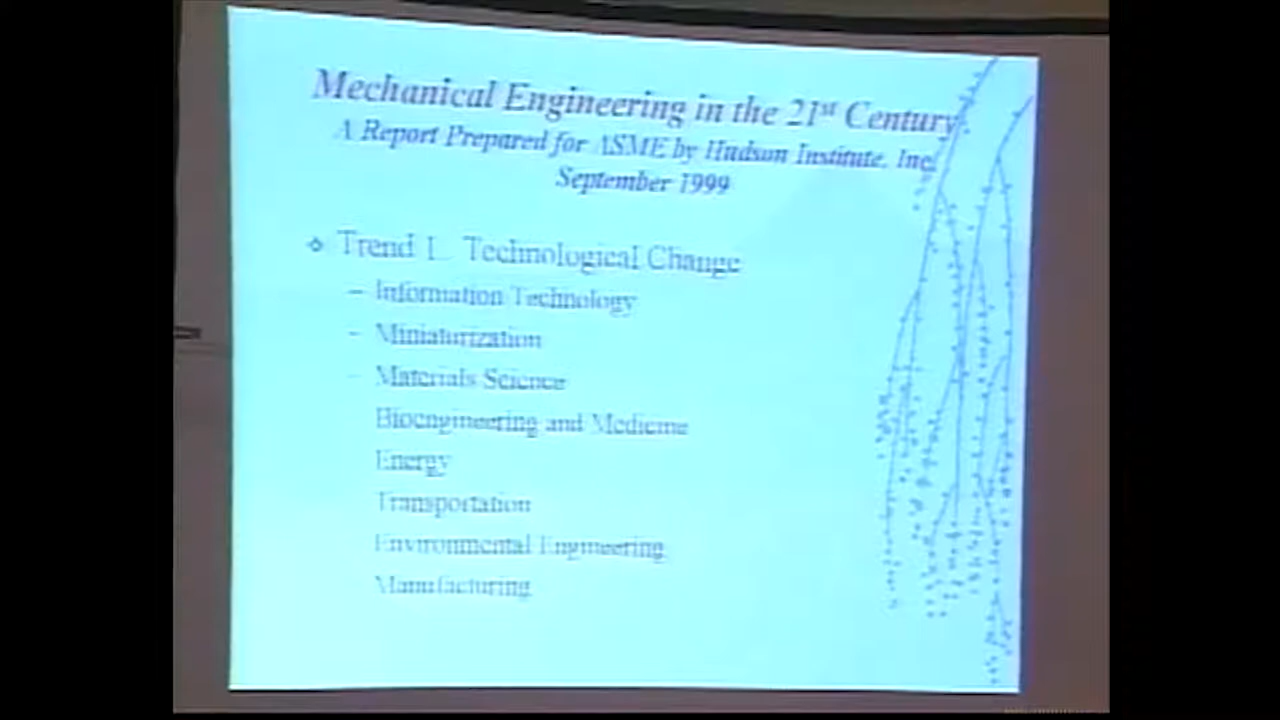 Mechanical Engineering in the 21st Century
A Report Prepared for ASME by Hudson Institute, Inc.
September 1999
Trend 1. Technological Change
– Information Technology
– Miniaturization
– Materials Science
Bioengineering and Medicine
Energy
Transportation
Environmental Engineering
Manufacturing